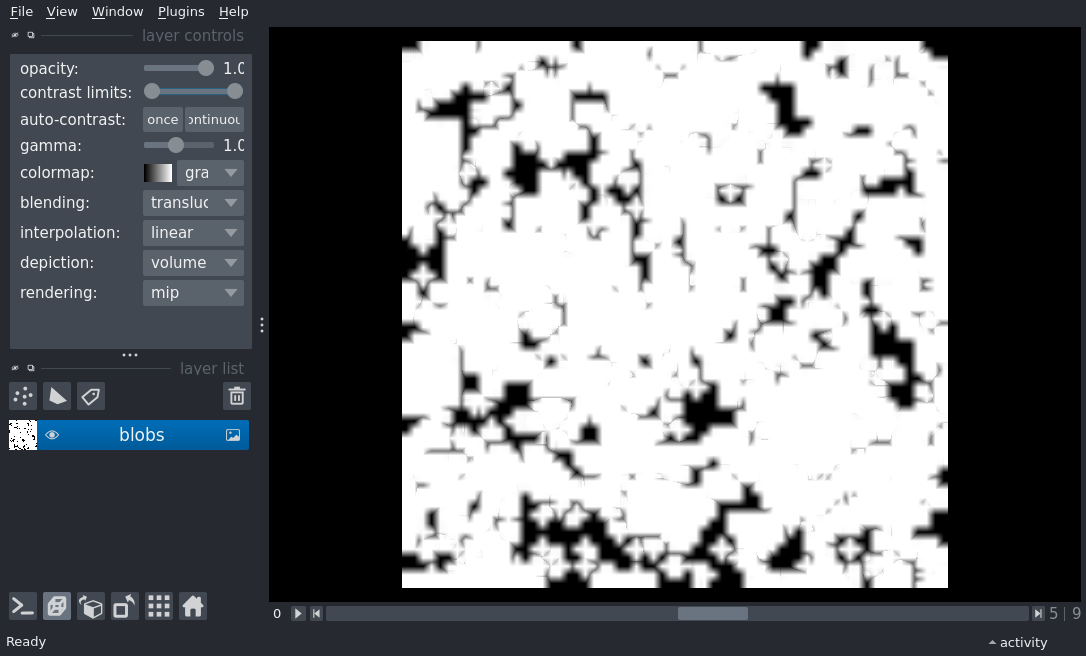 File View Window Plugins Help
layer controls
opacity: 1.0
contrast limits:
auto-contrast: once ontinuou
gamma: 1.0
colormap: gra
blending: transluc
interpolation: linear
depiction: volume
rendering: mip
layer list
blobs
0 5 | 9
Ready activity